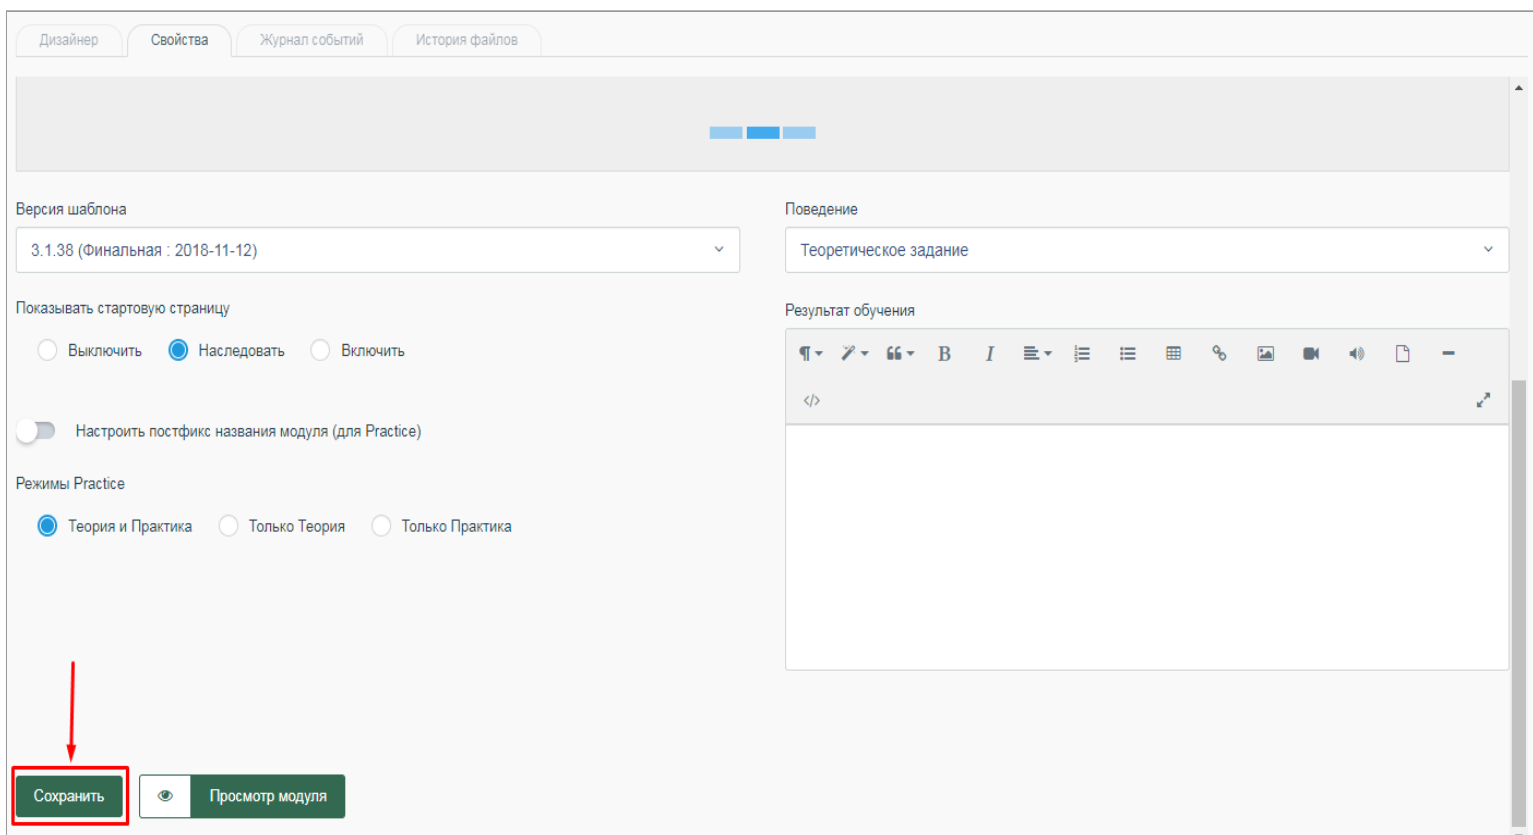 Дизайнер Свойства Журнал событий История файлов
Версия шаблона
3.1.38 (Финальная : 2018-11-12)
Поведение
Теоретическое задание
Показывать стартовую страницу
Выключить Наследовать Включить
Настроить постфикс названия модуля (для Practice)
Режимы Practice
Теория и Практика Только Теория Только Практика
Результат обучения
B I
</>
Сохранить Просмотр модуля